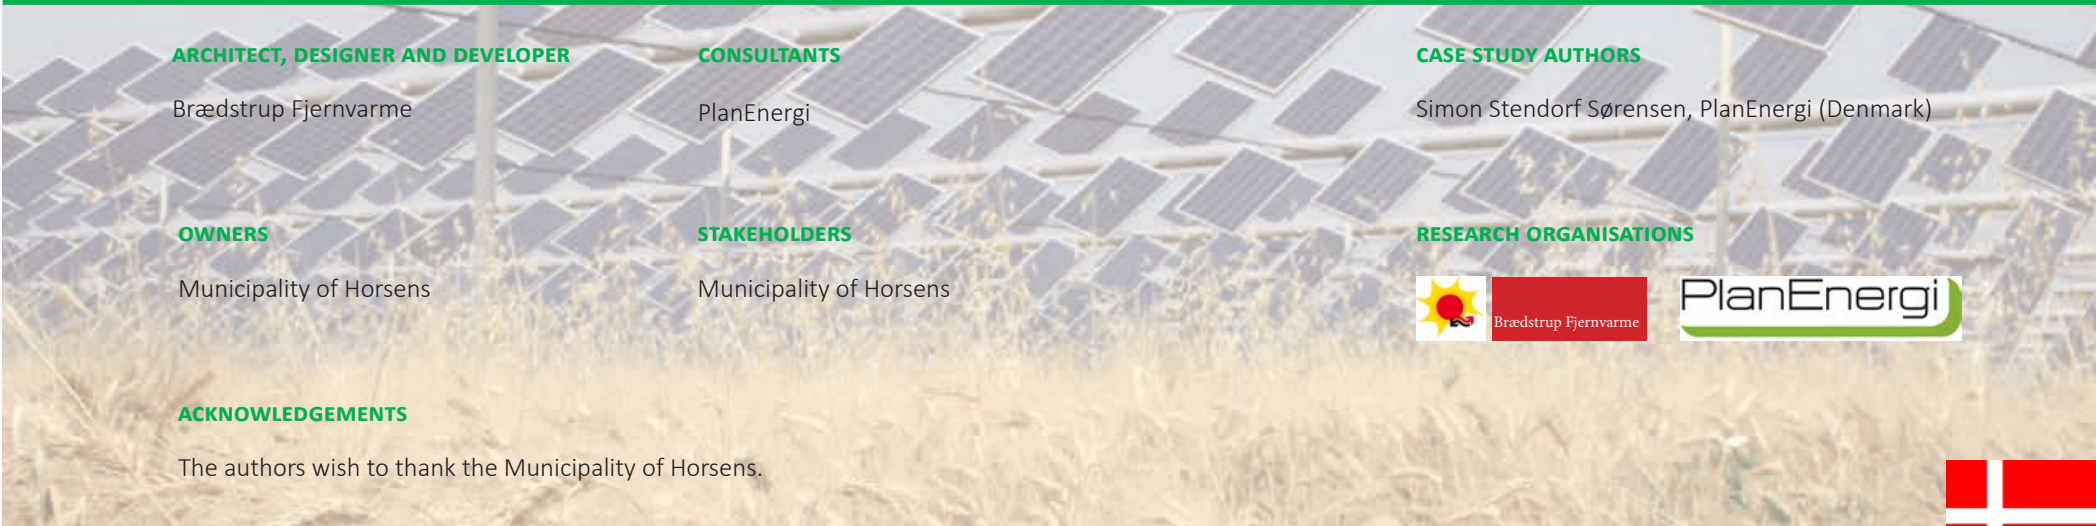 ARCHITECT, DESIGNER AND DEVELOPER
Brædstrup Fjernvarme
CONSULTANTS
PlanEnergi
CASE STUDY AUTHORS
Simon Stendorf Sørensen, PlanEnergi (Denmark)
OWNERS
Municipality of Horsens
STAKEHOLDERS
Municipality of Horsens
RESEARCH ORGANISATIONS
Brædstrup Fjernvarme
PlanEnergi
ACKNOWLEDGEMENTS
The authors wish to thank the Municipality of Horsens.